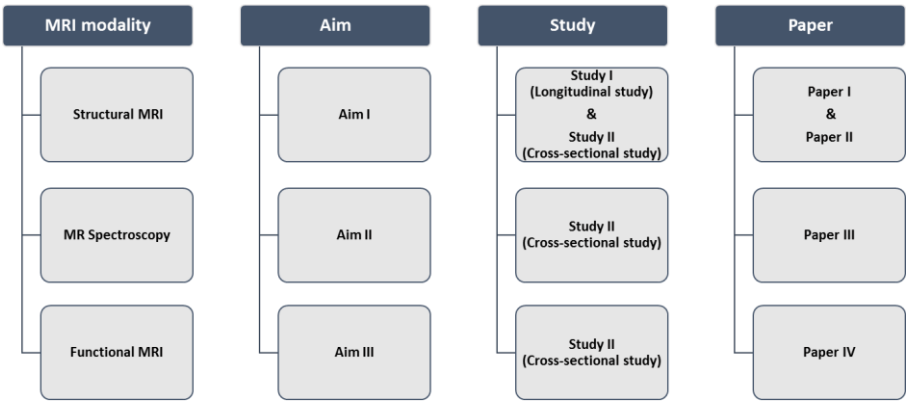 MRI modality
Structural MRI
MR Spectroscopy
Functional MRI
Aim
Aim I
Aim II
Aim III
Study
Study I
(Longitudinal study)
&
Study II
(Cross-sectional study)
Study II
(Cross-sectional study)
Study II
(Cross-sectional study)
Paper
Paper I
&
Paper II
Paper III
Paper IV